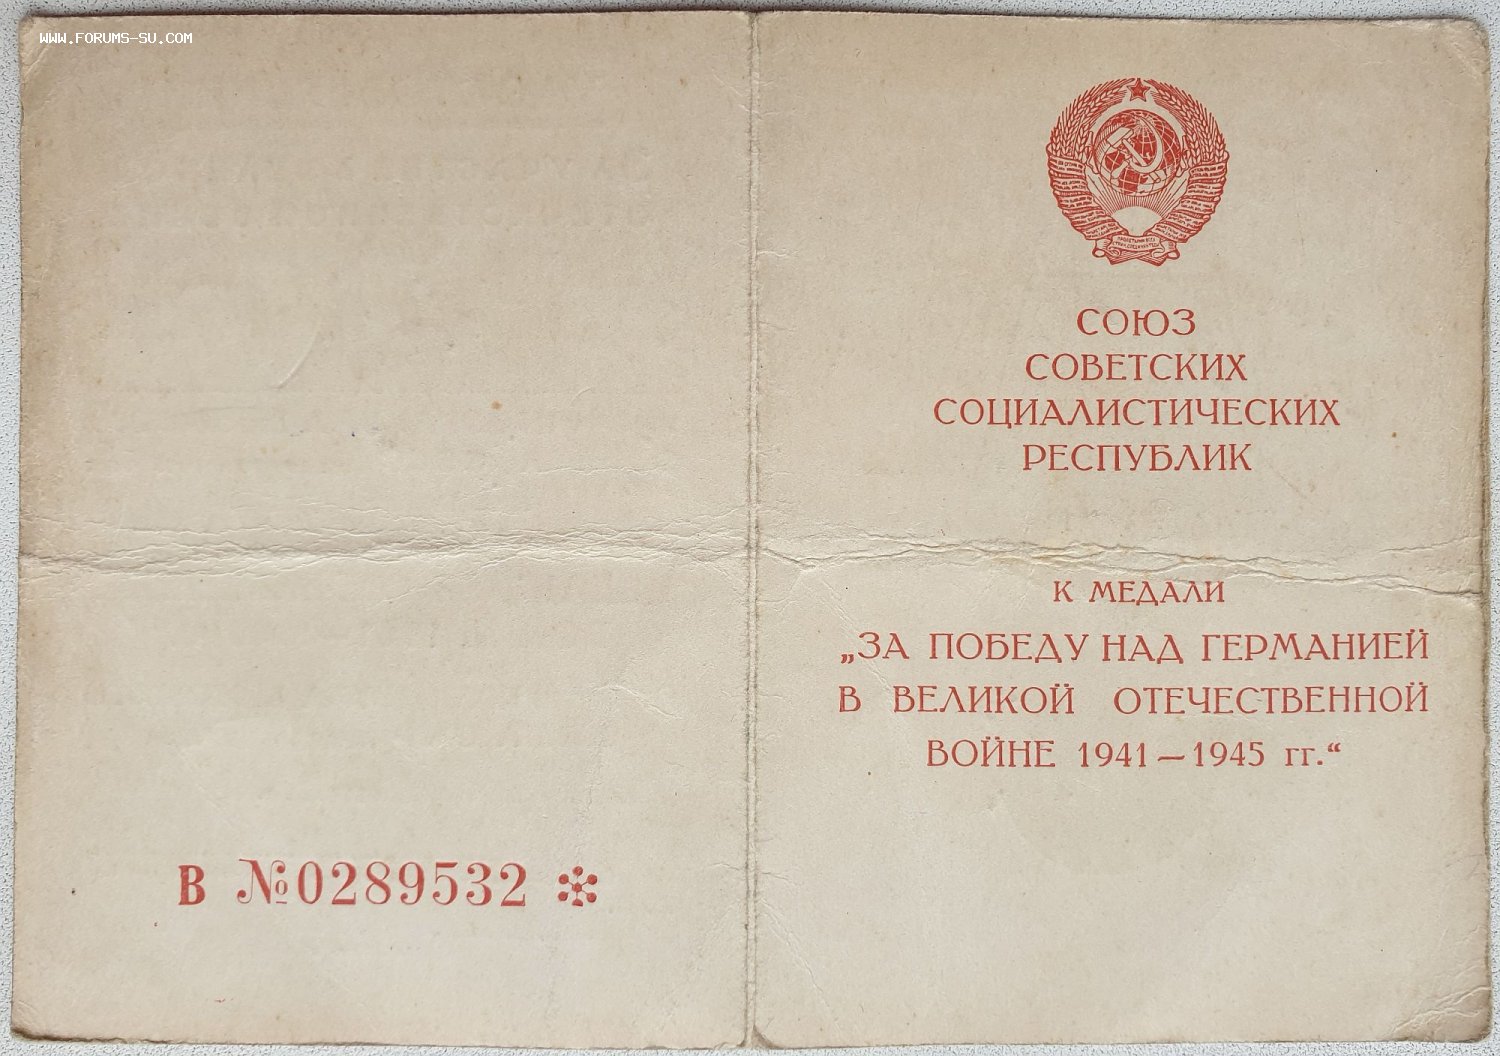 www.forums-su.com
СОЮЗ
СОВЕТСКИХ
СОЦИАЛИСТИЧЕСКИХ
РЕСПУБЛИК
К МЕДАЛИ
„ЗА ПОБЕДУ НАД ГЕРМАНИЕЙ
В ВЕЛИКОЙ ОТЕЧЕСТВЕННОЙ
ВОЙНЕ 1941—1945 гг.“
В №0289532